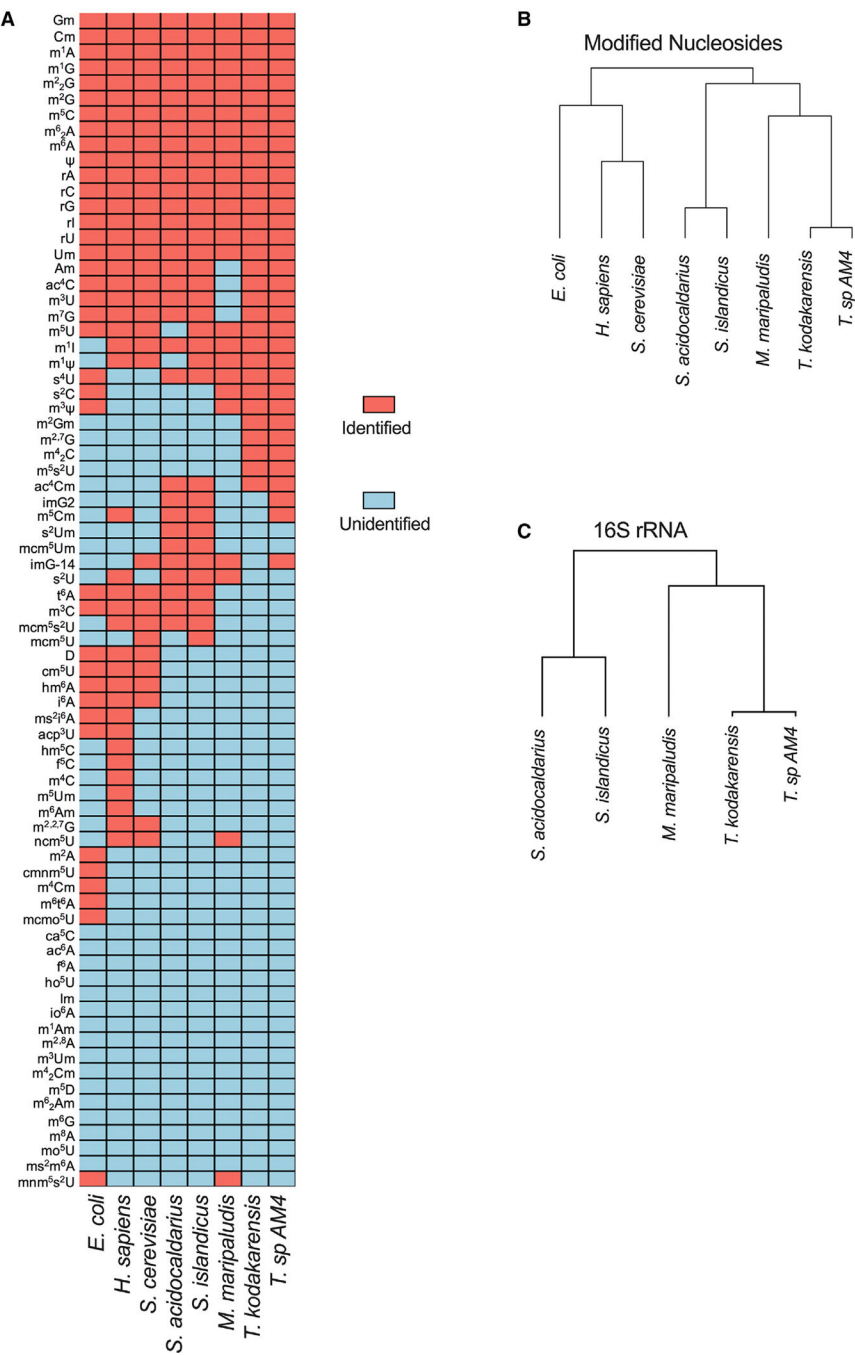 A
Gm
Cm
m¹A
m¹G
m²₂G
m²G
m⁵C
m⁶₂A
m⁶A
ψ
rA
rC
rG
rI
rU
Um
Am
ac⁴C
m³U
m⁷G
m⁵U
m¹I
m¹ψ
s⁴U
s²C
m³ψ
m²Gm
m²,⁷G
m⁴₂C
m⁵s²U
ac⁴Cm
imG2
m⁵Cm
s²Um
mcm⁵Um
imG-14
s²U
t⁶A
m³C
mcm⁵s²U
mcm⁵U
D
cm⁵U
hm⁶A
i⁶A
ms²i⁶A
acp³U
hm⁵C
f⁵C
m⁴C
m⁵Um
m⁶Am
m²,²,⁷G
ncm⁵U
m²A
cmnm⁵U
m⁴Cm
m⁶t⁶A
mcmo⁵U
ca⁵C
ac⁶A
f⁶A
ho⁵U
Im
io⁶A
m¹Am
m²,⁸A
m³Um
m⁴₂Cm
m⁵D
m⁶₂Am
m⁶G
m⁸A
mo⁵U
ms²m⁶A
mnm⁵s²U
E. coli
H. sapiens
S. cerevisiae
S. acidocaldarius
S. islandicus
M. maripaludis
T. kodakarensis
T. sp AM4
Identified
Unidentified
B
Modified Nucleosides
E. coli
H. sapiens
S. cerevisiae
S. acidocaldarius
S. islandicus
M. maripaludis
T. kodakarensis
T. sp AM4
C
16S rRNA
S. acidocaldarius
S. islandicus
M. maripaludis
T. kodakarensis
T. sp AM4